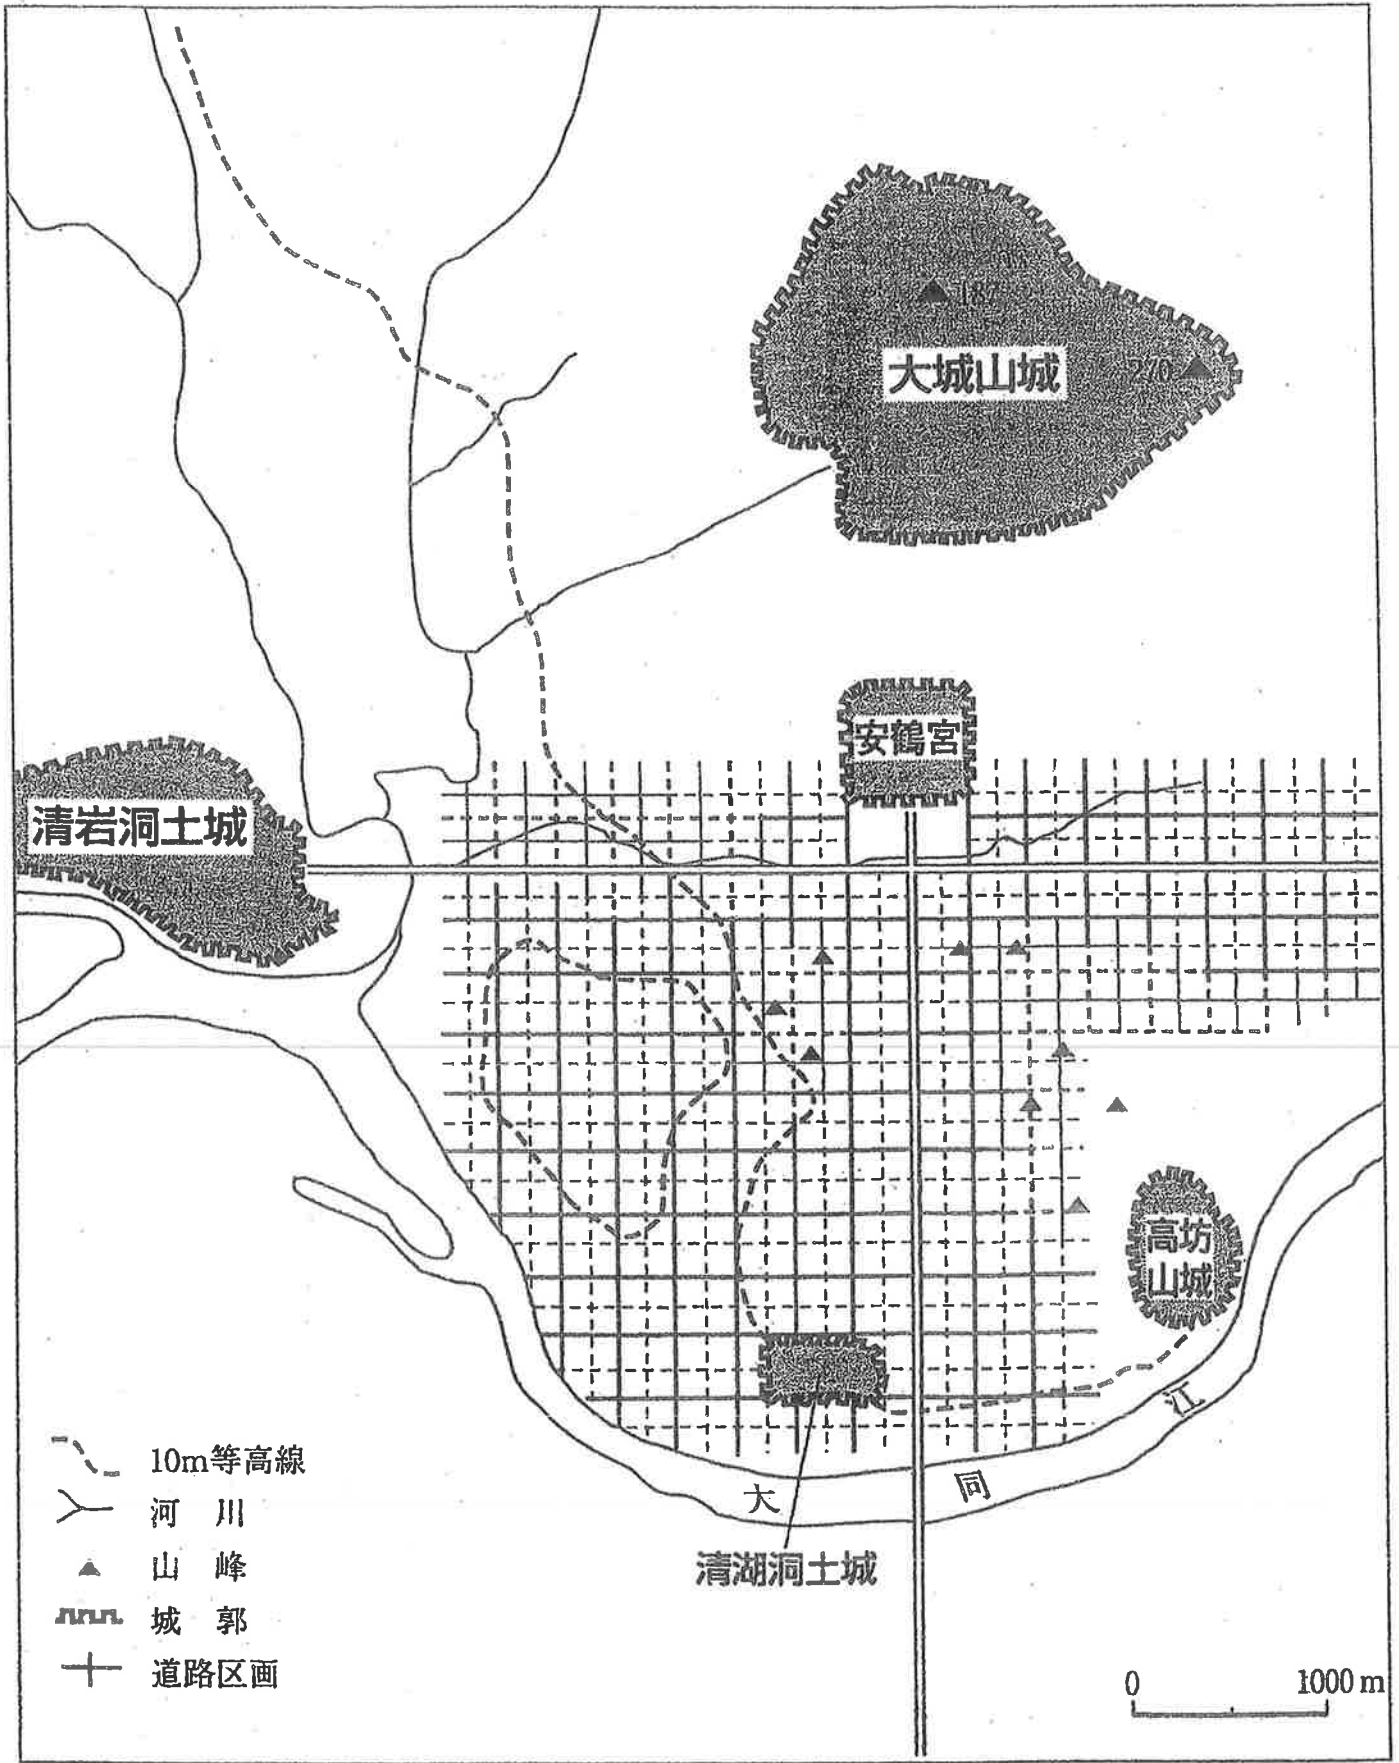 187
大城山城
270
安鶴宮
清岩洞土城
高坊
山城
大同江
清湖洞土城
10m等高線
河川
山峰
城郭
道路区画
0 1000m